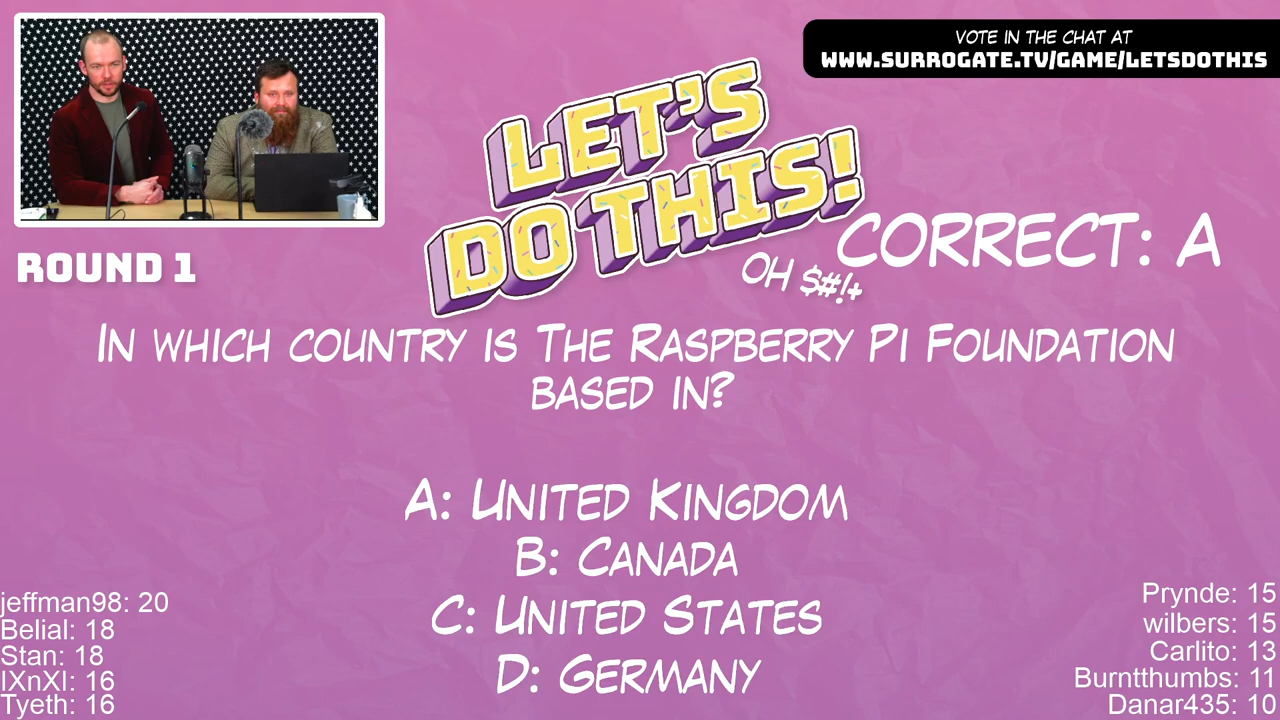 VOTE IN THE CHAT AT
WWW.SURROGATE.TV/GAME/LETSDOTHIS
LET'S
DO THIS!
OH $#!+
CORRECT: A
ROUND 1
IN WHICH COUNTRY IS THE RASPBERRY PI FOUNDATION
BASED IN?
A: UNITED KINGDOM
B: CANADA
C: UNITED STATES
D: GERMANY
jeffman98: 20
Belial: 18
Stan: 18
IXnXI: 16
Tyeth: 16
Prynde: 15
wilbers: 15
Carlito: 13
Burntthumbs: 11
Danar435: 10